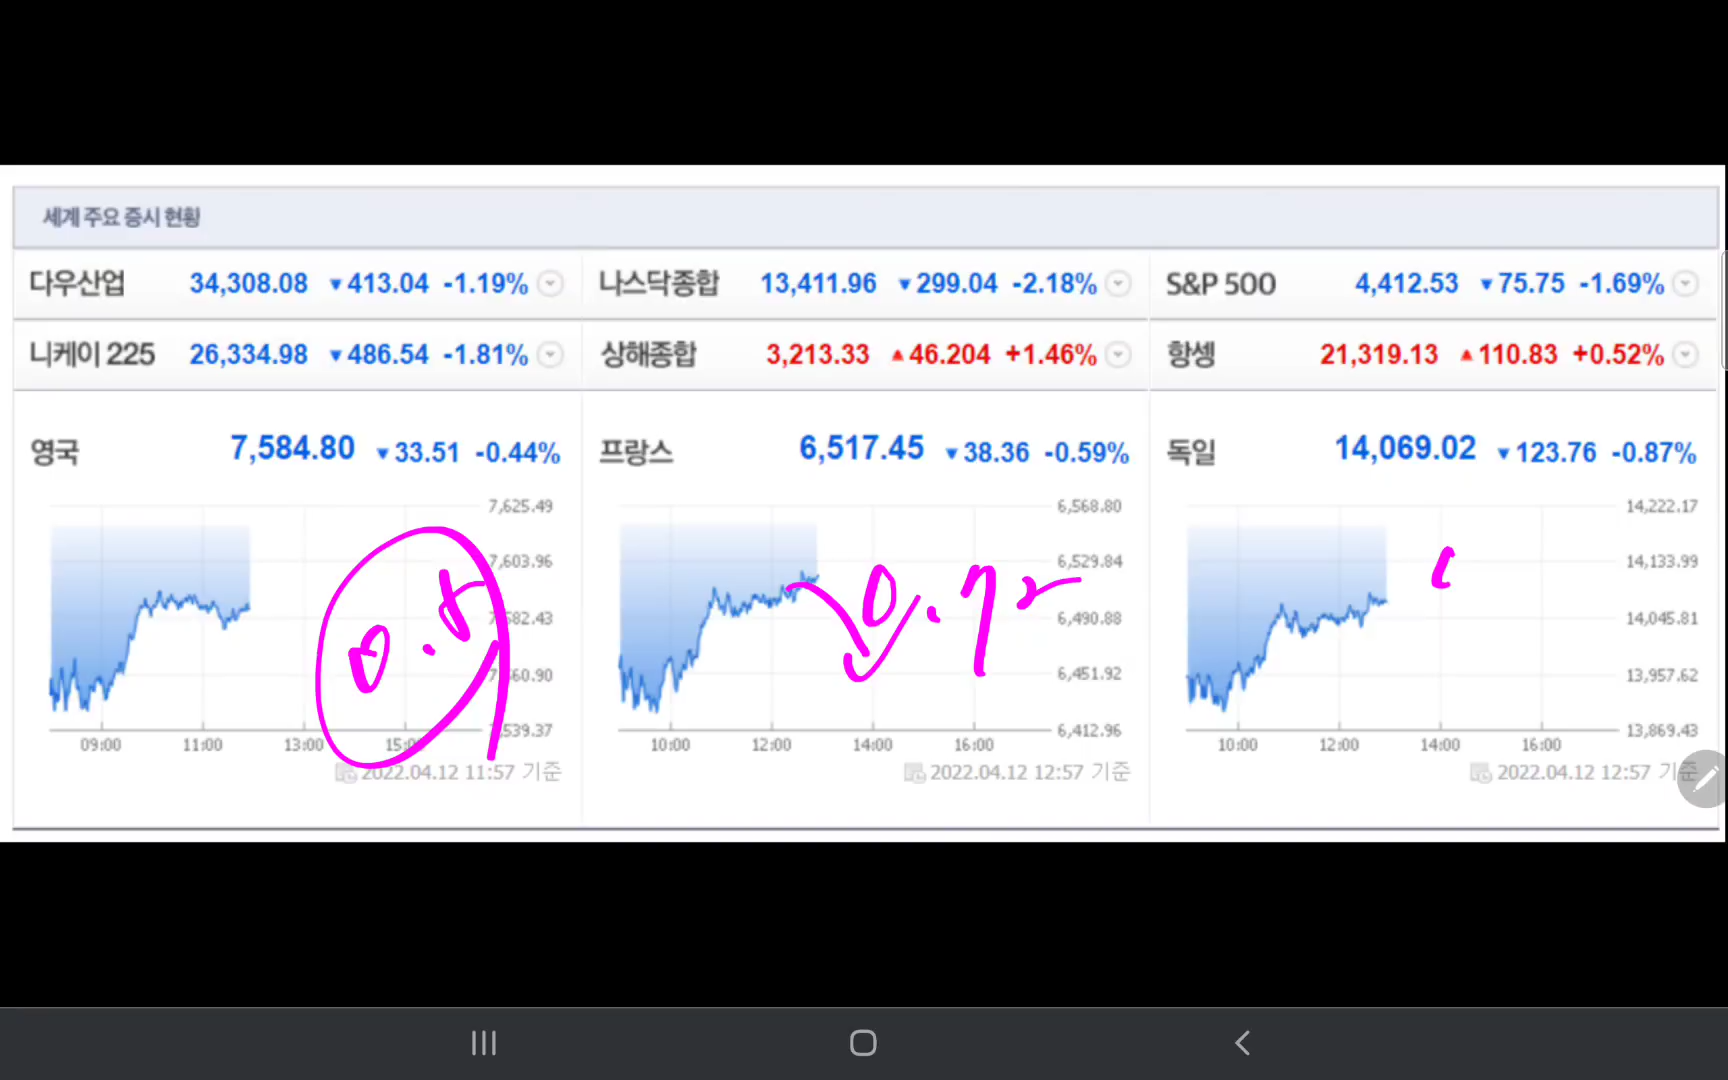 세계 주요 증시 현황
다우산업 34,308.08 ▼413.04 -1.19% 나스닥종합 13,411.96 ▼299.04 -2.18% S&P 500 4,412.53 ▼75.75 -1.69%
니케이 225 26,334.98 ▼486.54 -1.81% 상해종합 3,213.33 ▲46.204 +1.46% 항셍 21,319.13 ▲110.83 +0.52%
영국 7,584.80 ▼33.51 -0.44% 프랑스 6,517.45 ▼38.36 -0.59% 독일 14,069.02 ▼123.76 -0.87%
7,625.49 6,568.80 14,222.17
7,603.96 6,529.84 14,133.99
6,490.88 14,045.81
6,451.92 13,957.62
6,412.96 13,869.43
09:00 11:00 13:00 10:00 12:00 14:00 16:00 10:00 12:00 14:00 16:00
2022.04.12 11:57 기준 2022.04.12 12:57 기준 2022.04.12 12:57 기준